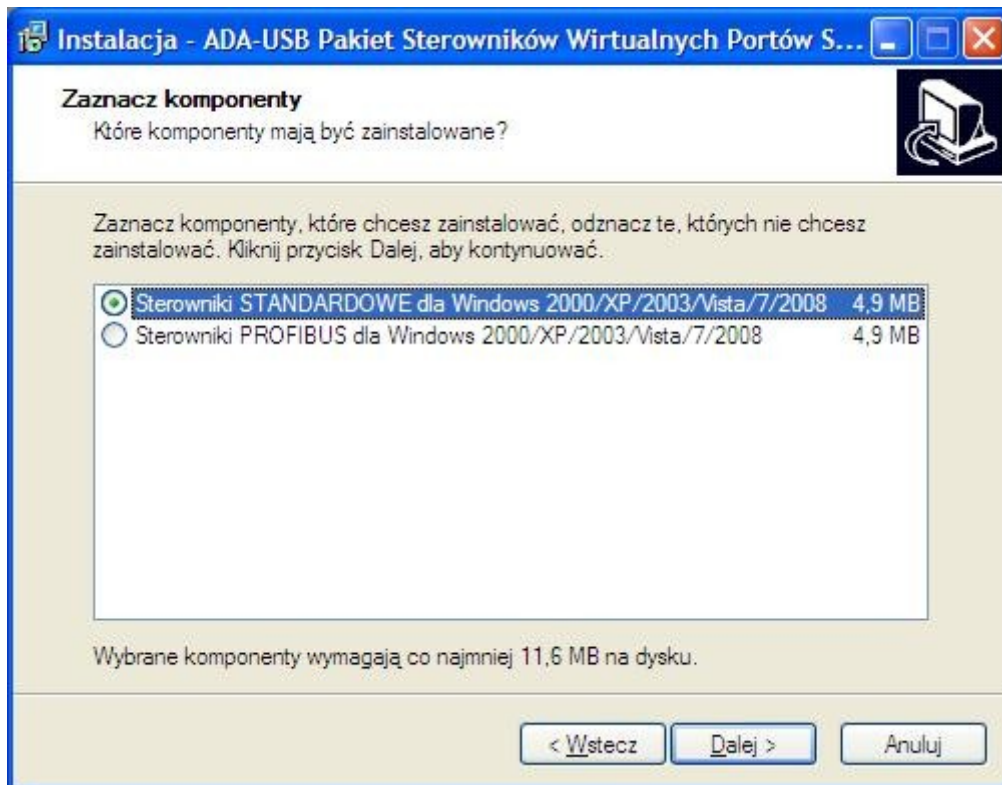 Instalacja - ADA-USB Pakiet Sterowników Wirtualnych Portów S...
Zaznacz komponenty
Które komponenty mają być zainstalowane?
Zaznacz komponenty, które chcesz zainstalować, odznacz te, których nie chcesz
zainstalować. Kliknij przycisk Dalej, aby kontynuować.
Sterowniki STANDARDOWE dla Windows 2000/XP/2003/Vista/7/2008 4,9 MB
Sterowniki PROFIBUS dla Windows 2000/XP/2003/Vista/7/2008 4,9 MB
Wybrane komponenty wymagają co najmniej 11,6 MB na dysku.
< Wstecz Dalej > Anuluj